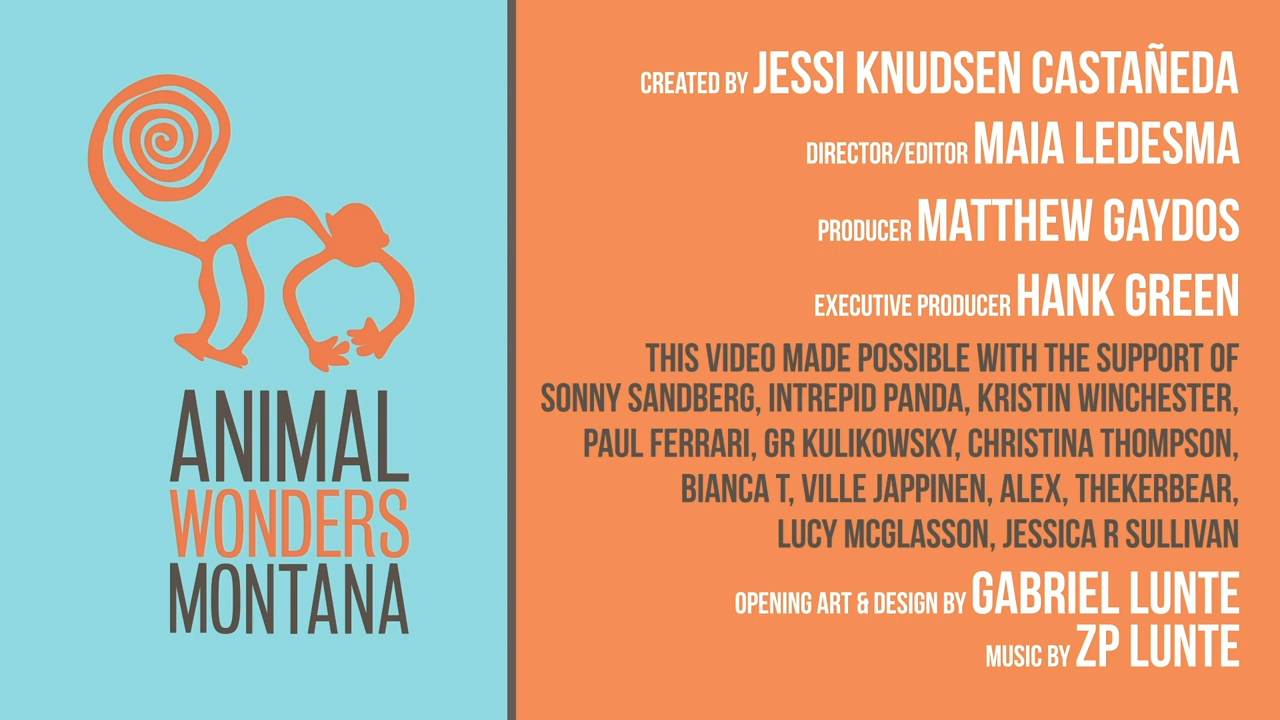 ANIMAL
WONDERS
MONTANA
CREATED BY JESSI KNUDSEN CASTAÑEDA
DIRECTOR/EDITOR MAIA LEDESMA
PRODUCER MATTHEW GAYDOS
EXECUTIVE PRODUCER HANK GREEN
THIS VIDEO MADE POSSIBLE WITH THE SUPPORT OF
SONNY SANDBERG, INTREPID PANDA, KRISTIN WINCHESTER,
PAUL FERRARI, GR KULIKOWSKY, CHRISTINA THOMPSON,
BIANCA T, VILLE JAPPINEN, ALEX, THEKERBEAR,
LUCY MCGLASSON, JESSICA R SULLIVAN
OPENING ART & DESIGN BY GABRIEL LUNTE
MUSIC BY ZP LUNTE